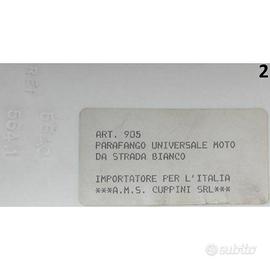 2
ART. 905
PARAFANGO UNIVERSALE MOTO
DA STRADA BIANCO
IMPORTATORE PER L'ITALIA
***A.M.S. CUPPINI SRL***
subito